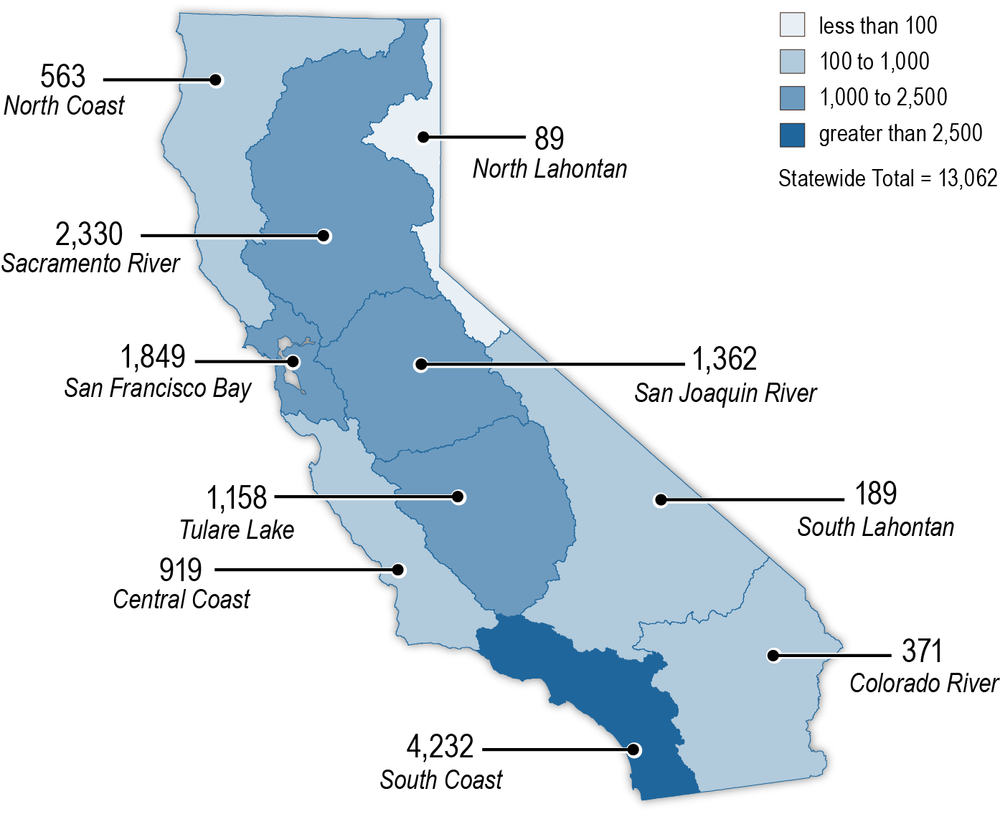 less than 100
100 to 1,000
1,000 to 2,500
greater than 2,500
Statewide Total = 13,062
563
North Coast
89
North Lahontan
2,330
Sacramento River
1,849
San Francisco Bay
1,362
San Joaquin River
1,158
Tulare Lake
189
South Lahontan
919
Central Coast
371
Colorado River
4,232
South Coast